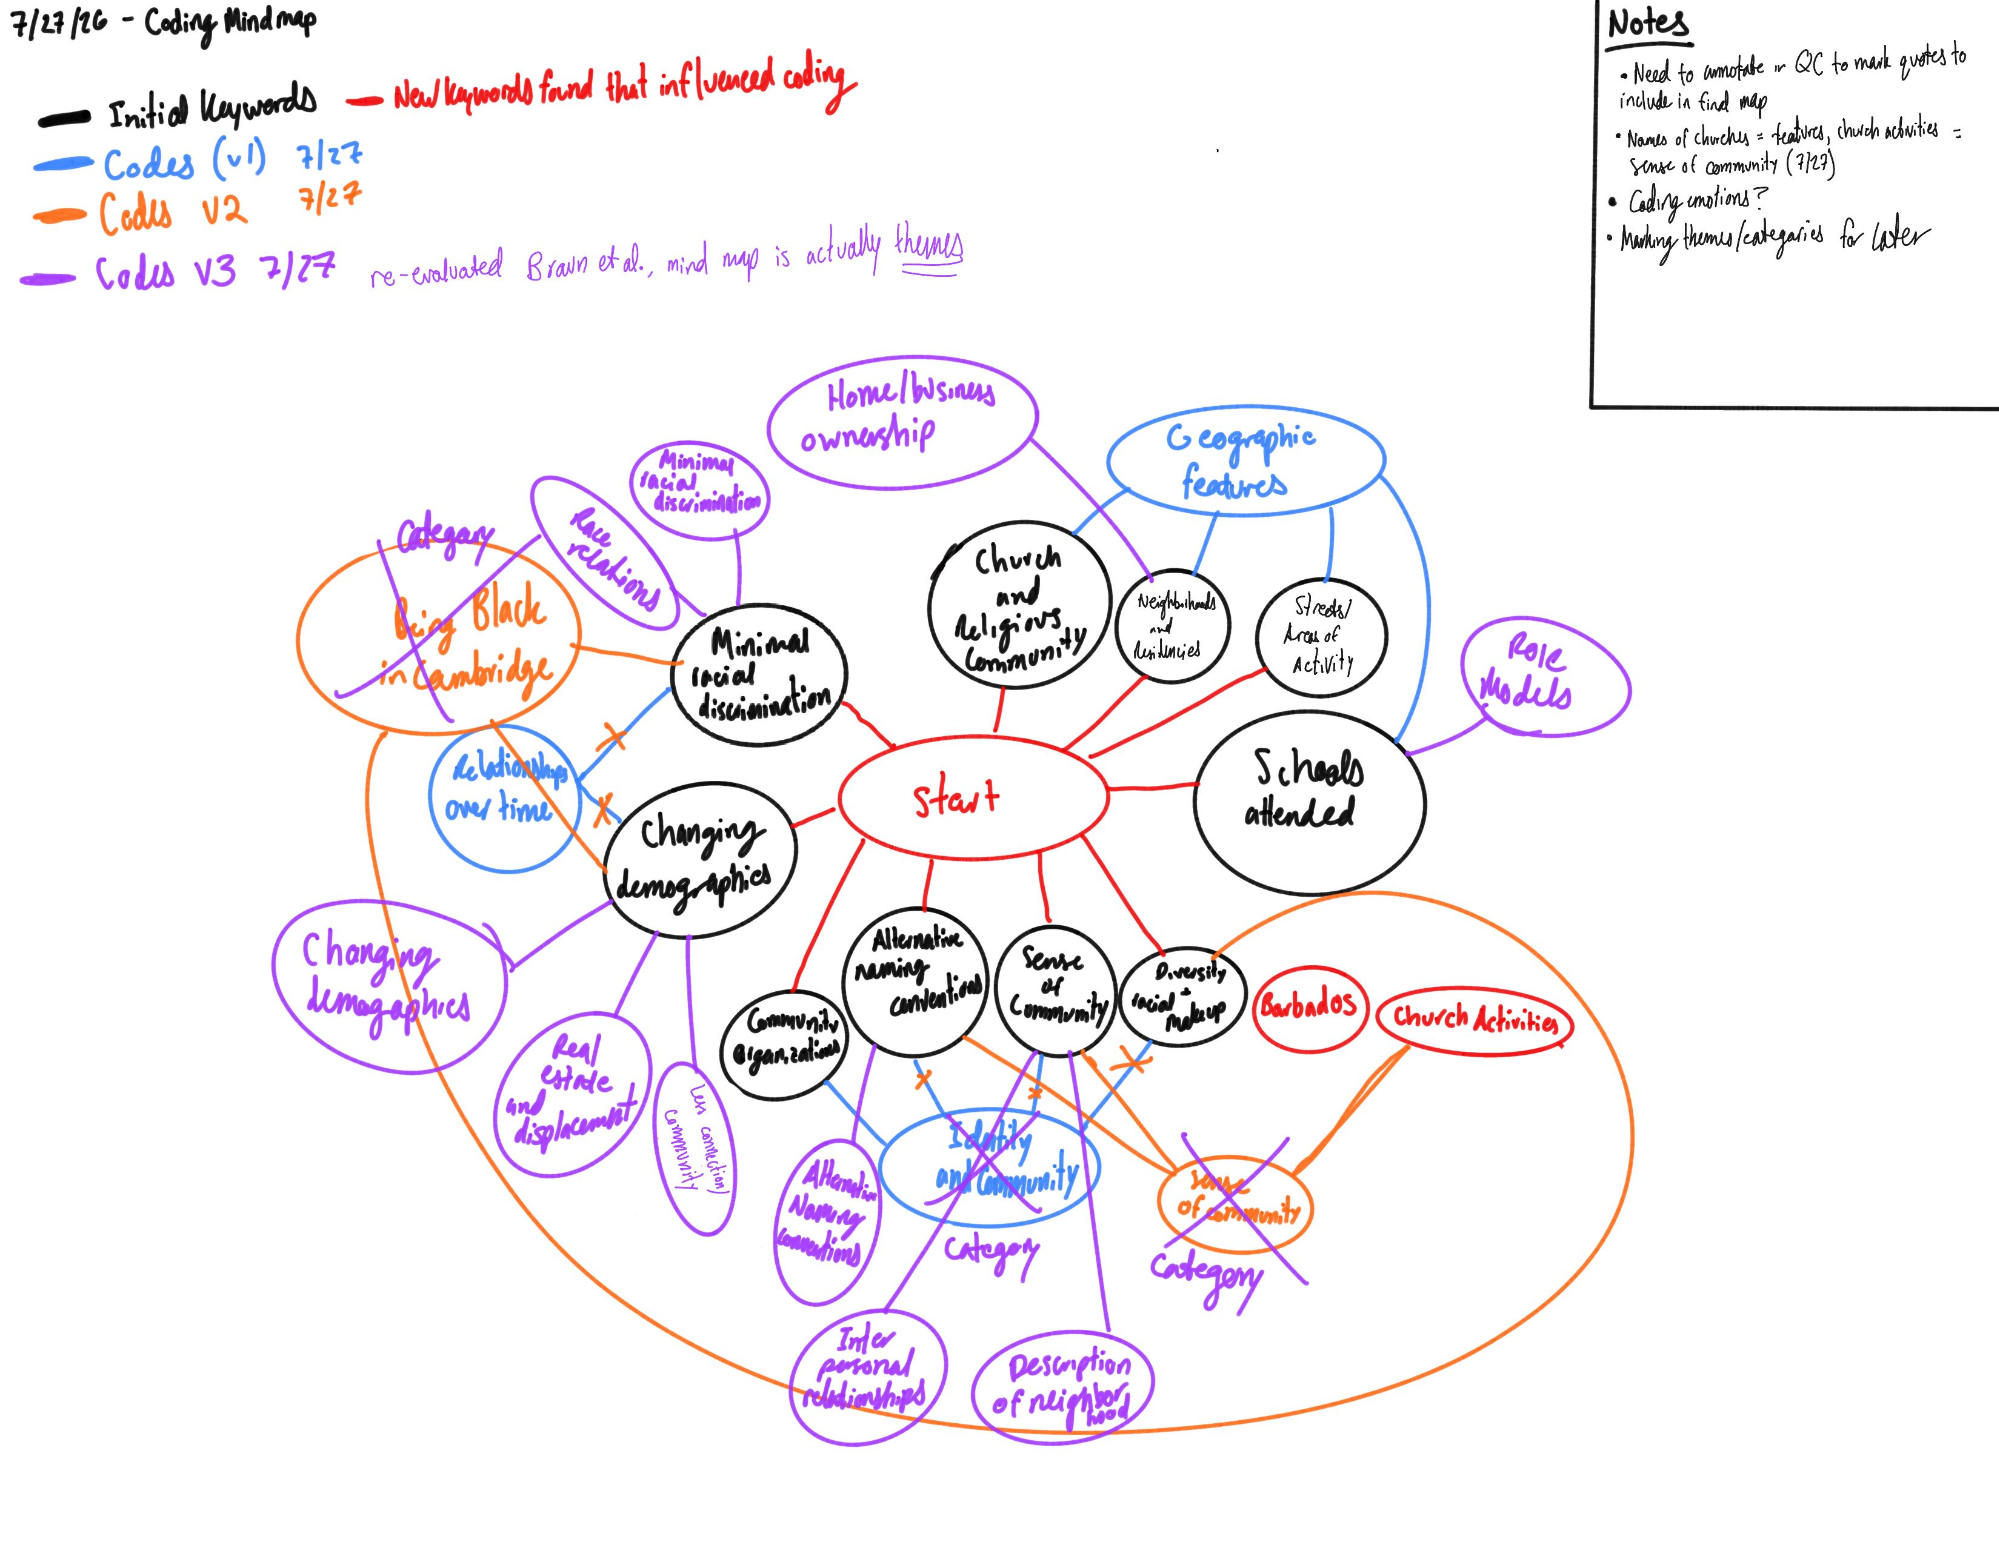 7/27/26 - Coding Mindmap
Initial Keywords
New keywords found that influenced coding
Codes (v1) 7/27
Codes v2 7/27
Codes v3 7/27
re-evaluated Braun et al., mind map is actually themes
Notes
• Need to annotate in QC to mark quotes to
include in final map
• Names of churches = features, church activities =
sense of community (7/27)
• Coding emotions?
• Marking themes/categories for later
Home/business
ownership
Geographic
features
Minimal
racial
discrimination
Race
relations
Category
Being Black
in Cambridge
Church
and
Religious
Community
Neighborhoods
and
Residencies
Streets/
Areas of
Activity
Role
Models
Minimal
racial
discrimination
Relationships
over time
Start
Schools
attended
Changing
demographics
Changing
demographics
Alternative
naming
conventions
Sense
of
Community
Diversity
+
racial
makeup
Barbados
Church Activities
Community
Organizations
Real
estate
and
displacement
Less connection/
community
Alternative
Naming
conventions
Identity
and Community
Category
Sense
of community
Category
Inter
personal
relationships
Description
of neighbor
hood